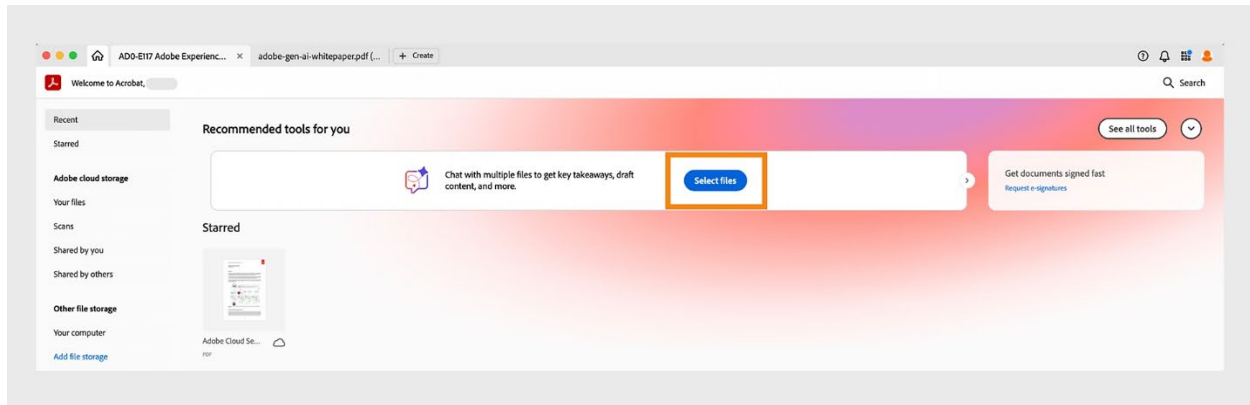 AD0-E117 Adobe Experienc... ×
adobe-gen-ai-whitepaper.pdf (...
+ Create
Welcome to Acrobat,
Search
Recent
Starred
Adobe cloud storage
Your files
Scans
Shared by you
Shared by others
Other file storage
Your computer
Add file storage
Recommended tools for you
See all tools
Chat with multiple files to get key takeaways, draft
content, and more.
Select files
Get documents signed fast
Request e-signatures
Starred
Adobe Cloud Se...
PDF